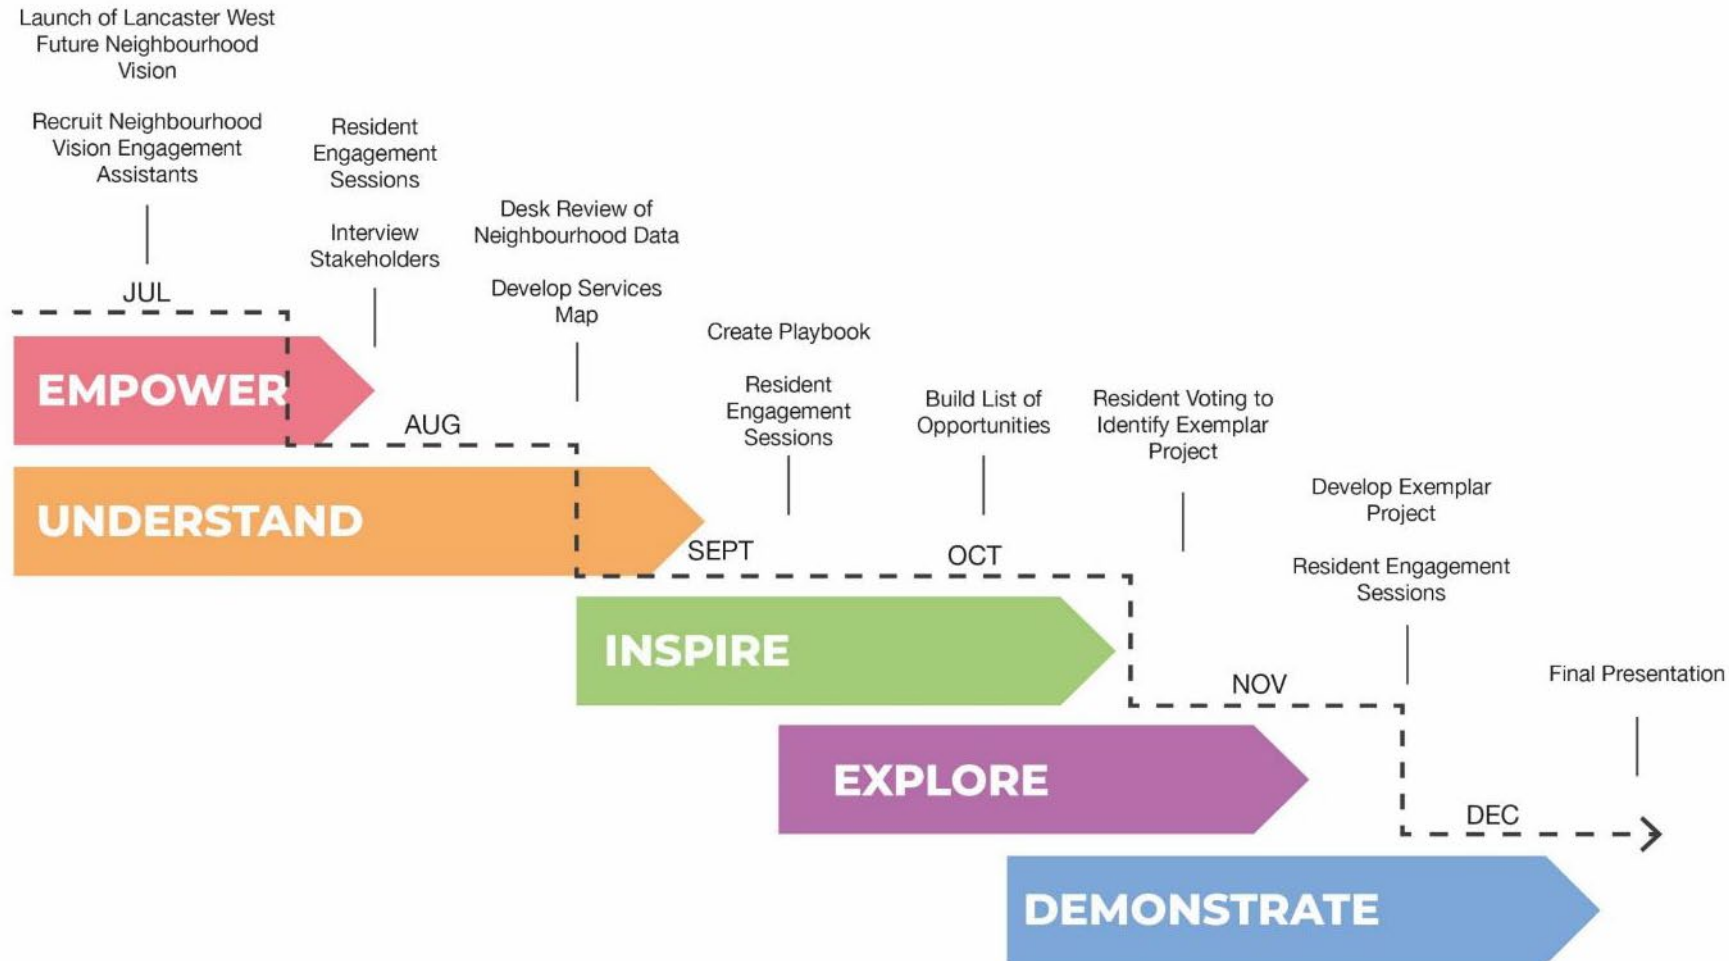 Launch of Lancaster West
Future Neighbourhood
Vision
Recruit Neighbourhood
Vision Engagement
Assistants
JUL
EMPOWER
Resident
Engagement
Sessions
Interview
Stakeholders
AUG
UNDERSTAND
Desk Review of
Neighbourhood Data
Develop Services
Map
SEPT
Create Playbook
Resident
Engagement
Sessions
OCT
Build List of
Opportunities
INSPIRE
Resident Voting to
Identify Exemplar
Project
NOV
EXPLORE
Develop Exemplar
Project
Resident Engagement
Sessions
DEC
Final Presentation
DEMONSTRATE